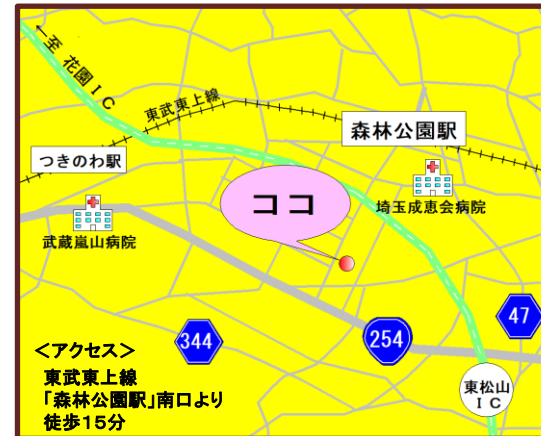 ←至 花園IC
東武東上線
森林公園駅
つきのわ駅
ココ
埼玉成恵会病院
武蔵嵐山病院
47
344
254
<アクセス>
東武東上線
「森林公園駅」南口より
徒歩15分
東松山
IC